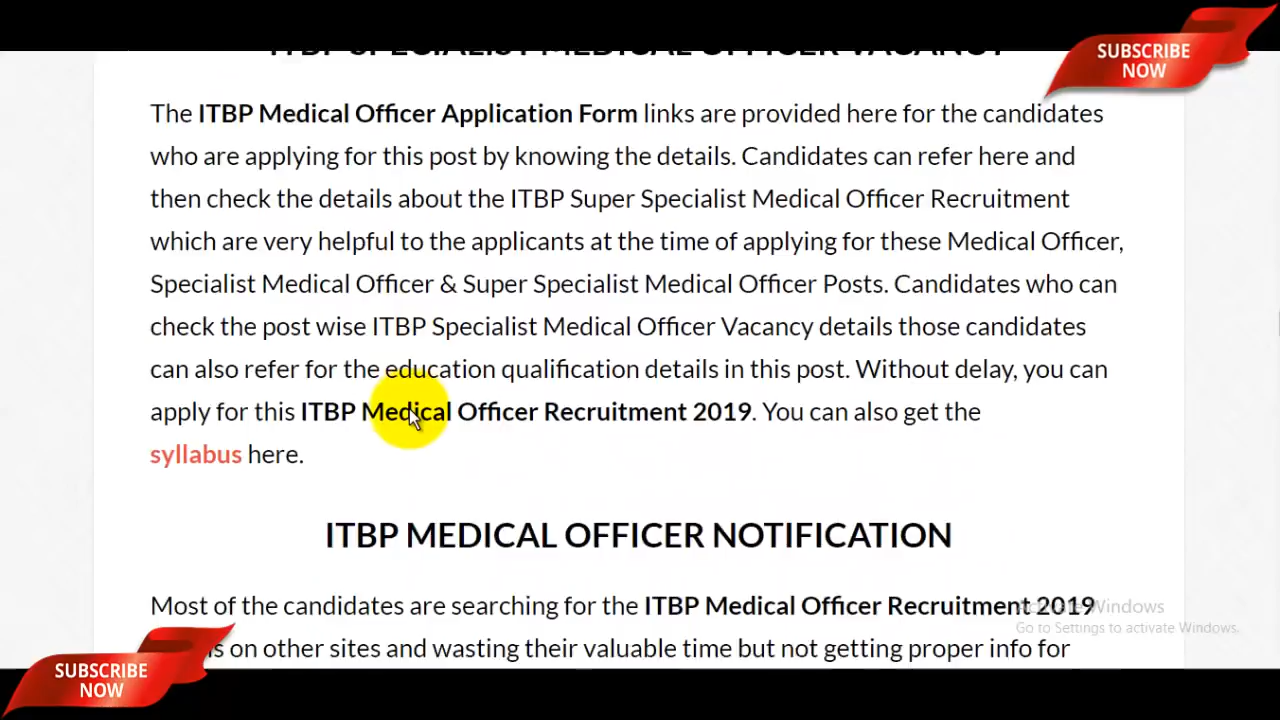 ITBP SPECIALIST MEDICAL OFFICER VACANCY
SUBSCRIBE
NOW
The ITBP Medical Officer Application Form links are provided here for the candidates
who are applying for this post by knowing the details. Candidates can refer here and
then check the details about the ITBP Super Specialist Medical Officer Recruitment
which are very helpful to the applicants at the time of applying for these Medical Officer,
Specialist Medical Officer & Super Specialist Medical Officer Posts. Candidates who can
check the post wise ITBP Specialist Medical Officer Vacancy details those candidates
can also refer for the education qualification details in this post. Without delay, you can
apply for this ITBP Medical Officer Recruitment 2019. You can also get the
syllabus here.
ITBP MEDICAL OFFICER NOTIFICATION
Most of the candidates are searching for the ITBP Medical Officer Recruitment 2019
Activate Windows
Go to Settings to activate Windows.
on other sites and wasting their valuable time but not getting proper info for
SUBSCRIBE
NOW